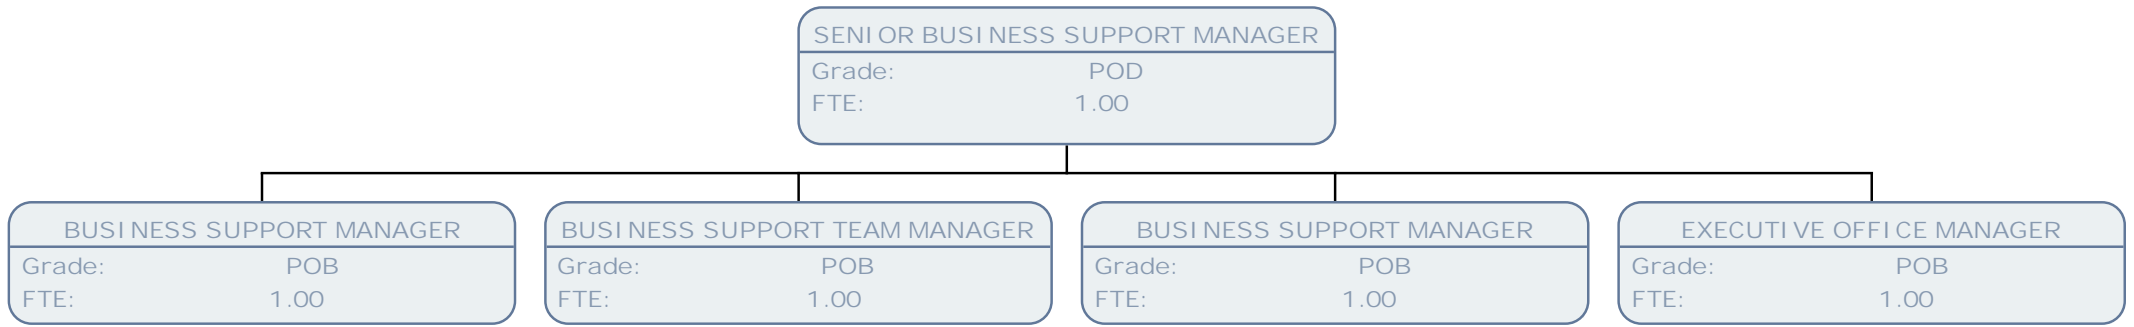 SENIOR BUSINESS SUPPORT MANAGER
Grade: POD
FTE: 1.00
BUSINESS SUPPORT MANAGER
Grade: POB
FTE: 1.00
BUSINESS SUPPORT TEAM MANAGER
Grade: POB
FTE: 1.00
BUSINESS SUPPORT MANAGER
Grade: POB
FTE: 1.00
EXECUTIVE OFFICE MANAGER
Grade: POB
FTE: 1.00